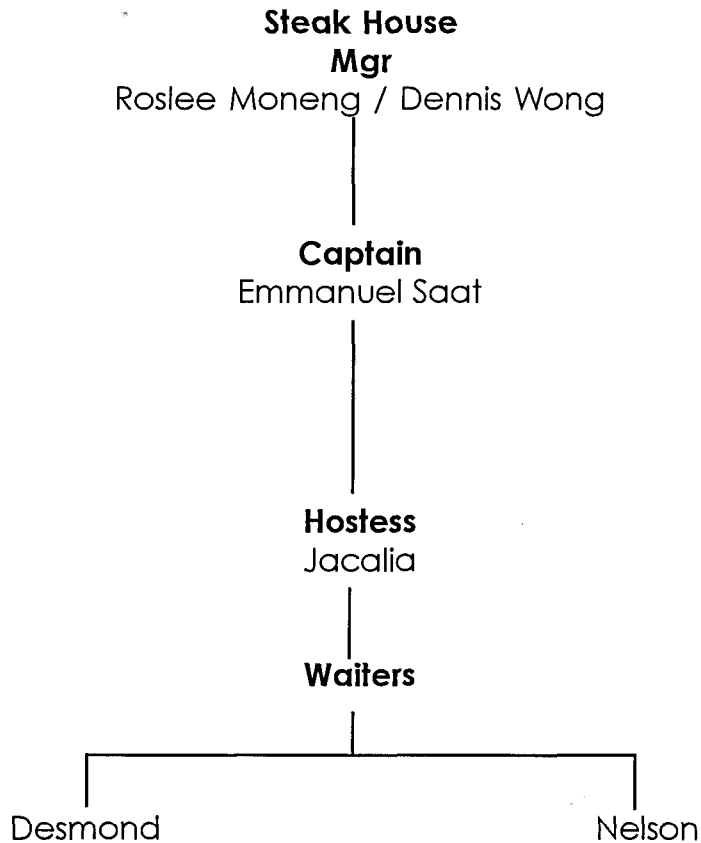 Steak House
Mgr
Roslee Moneng / Dennis Wong
Captain
Emmanuel Saat
Hostess
Jacalia
Waiters
Desmond
Nelson